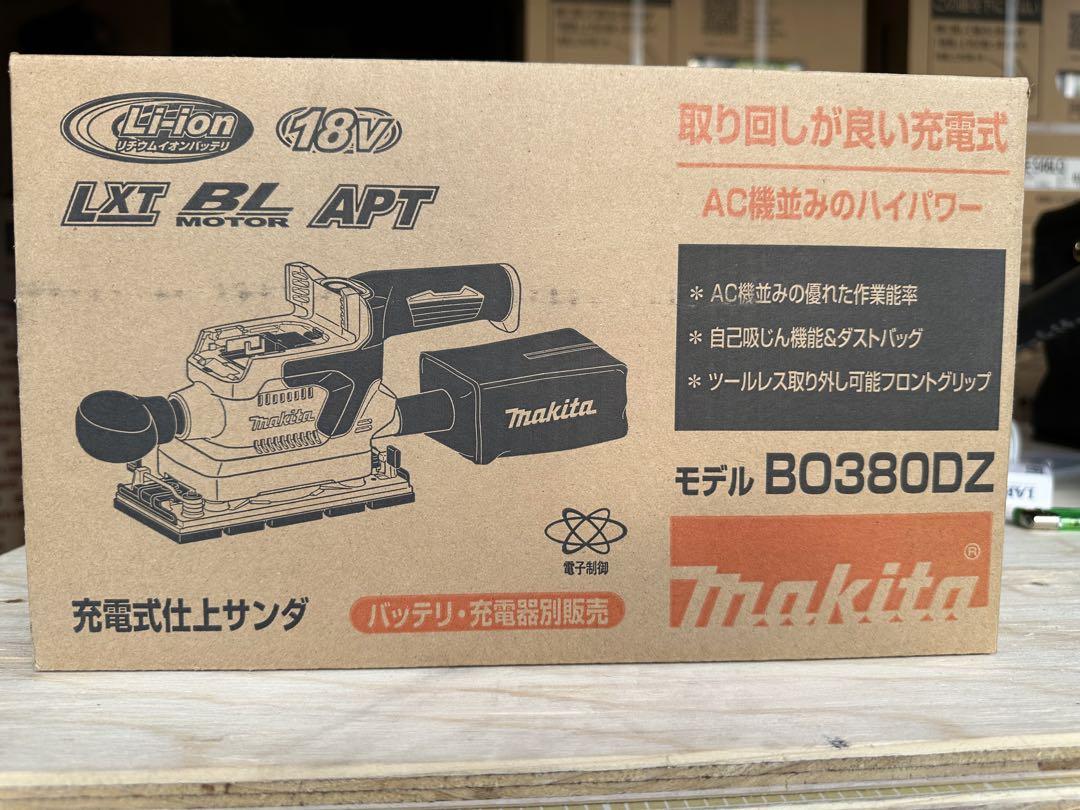 Li-ion
リチウムイオンバッテリ
18V
LXT BL MOTOR APT
取り回しが良い充電式
AC機並みのハイパワー
* AC機並みの優れた作業能率
* 自己吸じん機能&ダストバッグ
* ツールレス取り外し可能フロントグリップ
makita
makita
モデル BO380DZ
電子制御
makita®
充電式仕上サンダ
バッテリ・充電器別販売